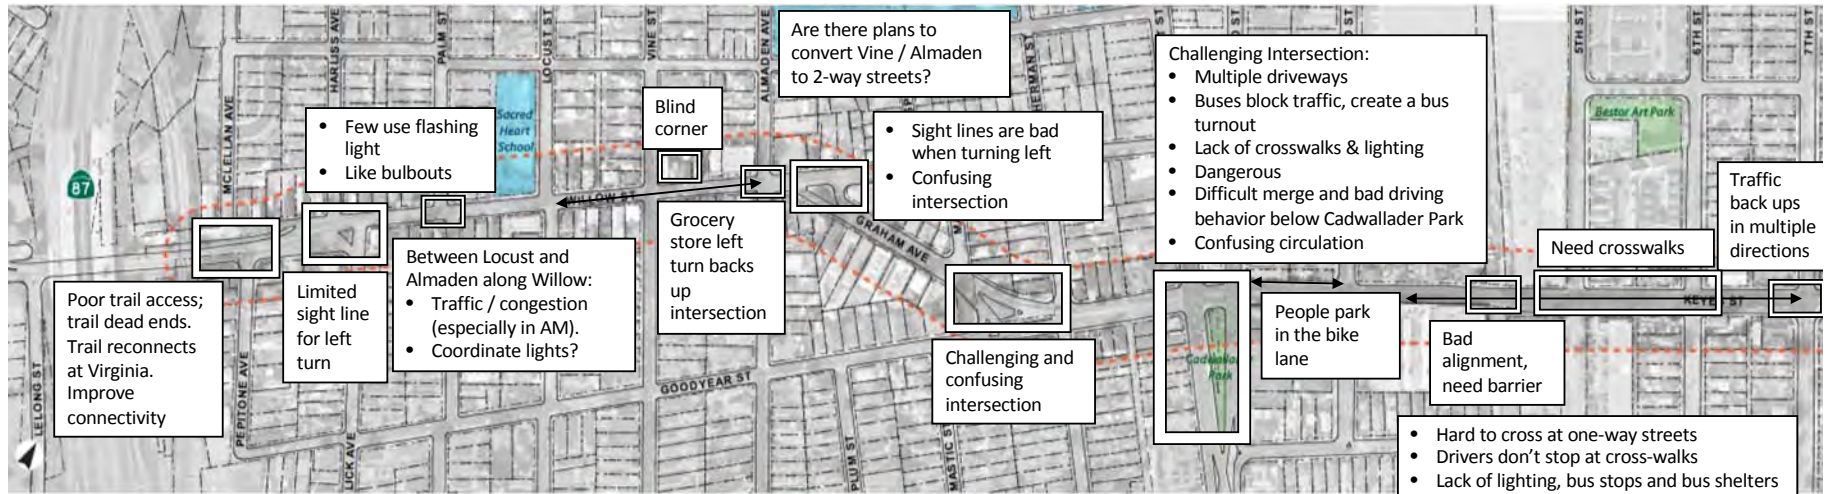 MCLELLAN AVE
HARLISS AVE
PALM ST
LOCUST ST
VINE ST
ALMADEN AVE
5TH ST
6TH ST
7TH ST
87
Sacred
Heart
School
Bestor Art Park
WILLOW ST
GRAHAM AVE
KEYES ST
GOODYEAR ST
LELONG ST
PEPITONE AVE
LICK AVE
PLUM ST
MASTIC ST
Park
Are there plans to
convert Vine / Almaden
to 2-way streets?
Challenging Intersection:
• Multiple driveways
• Buses block traffic, create a bus
turnout
• Lack of crosswalks & lighting
• Dangerous
• Difficult merge and bad driving
behavior below Cadwallader Park
• Confusing circulation
Blind
corner
• Few use flashing
light
• Like bulbouts
• Sight lines are bad
when turning left
• Confusing
intersection
Traffic
back ups
in multiple
directions
Need crosswalks
Grocery
store left
turn backs
up
intersection
Between Locust and
Almaden along Willow:
• Traffic / congestion
(especially in AM).
• Coordinate lights?
Limited
sight line
for left
turn
Poor trail access;
trail dead ends.
Trail reconnects
at Virginia.
Improve
connectivity
People park
in the bike
lane
Bad
alignment,
need barrier
Challenging and
confusing
intersection
• Hard to cross at one-way streets
• Drivers don’t stop at cross-walks
• Lack of lighting, bus stops and bus shelters